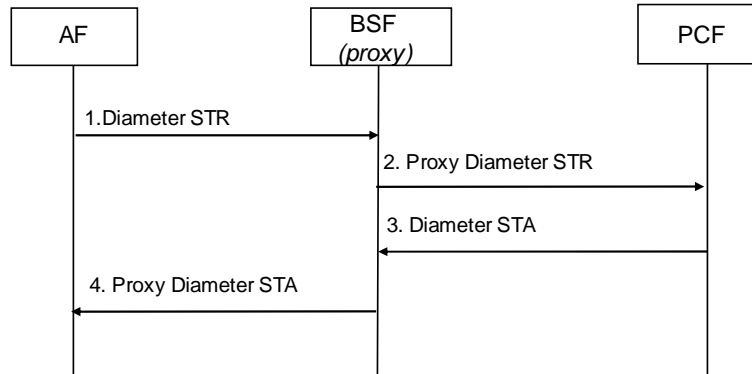 AF
BSF
(proxy)
PCF
1.Diameter STR
2. Proxy Diameter STR
3. Diameter STA
4. Proxy Diameter STA